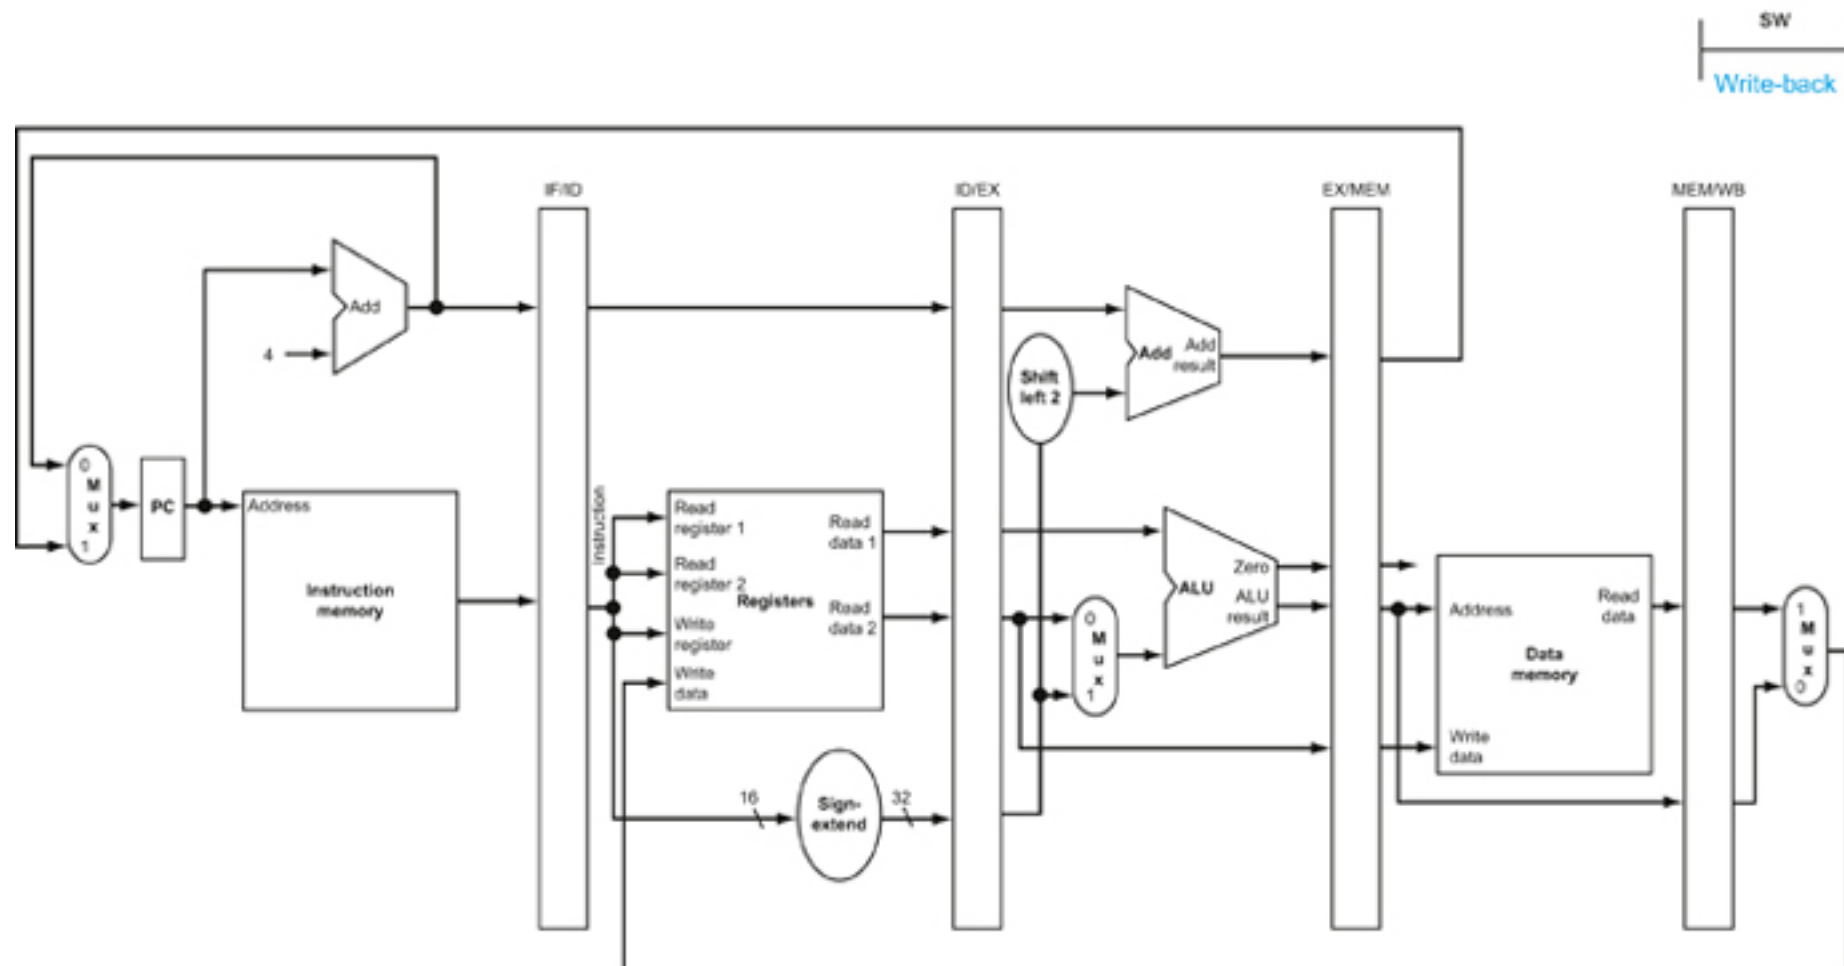 SW
Write-back
IF/ID
ID/EX
EX/MEM
MEM/WB
Add
4
Shift
left 2
Add
Add
result
0
M
u
x
1
PC
Address
Instruction
memory
Instruction
Read
register 1
Read
register 2
Registers
Write
register
Write
data
Read
data 1
Read
data 2
0
M
u
x
1
ALU
Zero
ALU
result
Address
Read
data
Data
memory
Write
data
1
M
u
x
0
16
Sign-
extend
32